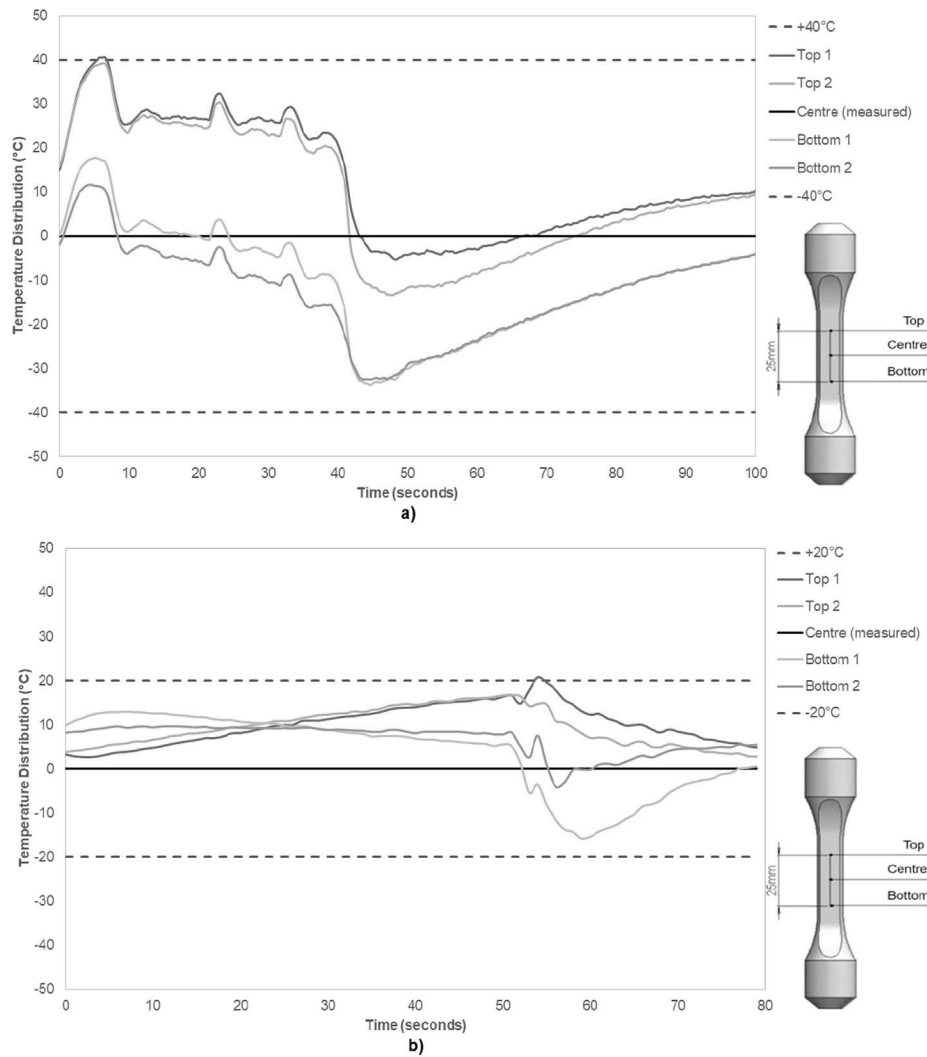 50
40
30
20
10
0
-10
-20
-30
-40
-50
Temperature Distribution (°C)
0 10 20 30 40 50 60 70 80 90 100
Time (seconds)
a)
+40°C
Top 1
Top 2
Centre (measured)
Bottom 1
Bottom 2
-40°C
Top
Centre
Bottom
25mm
50
40
30
20
10
0
-10
-20
-30
-40
-50
Temperature Distribution (°C)
0 10 20 30 40 50 60 70 80
Time (seconds)
b)
+20°C
Top 1
Top 2
Centre (measured)
Bottom 1
Bottom 2
-20°C
Top
Centre
Bottom
25mm